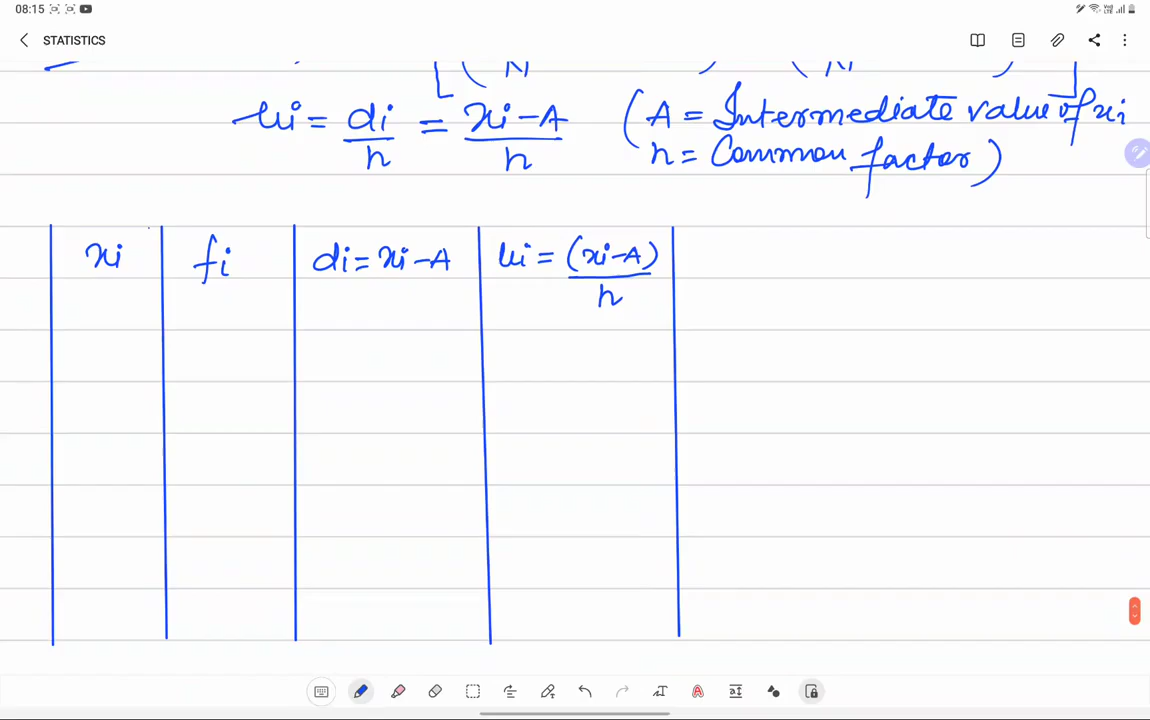 08:15
STATISTICS
ui = di/h = xi-A/h (A = Intermediate value of xi
h = Common factor)
xi fi di = xi-A ui = (xi-A)/h